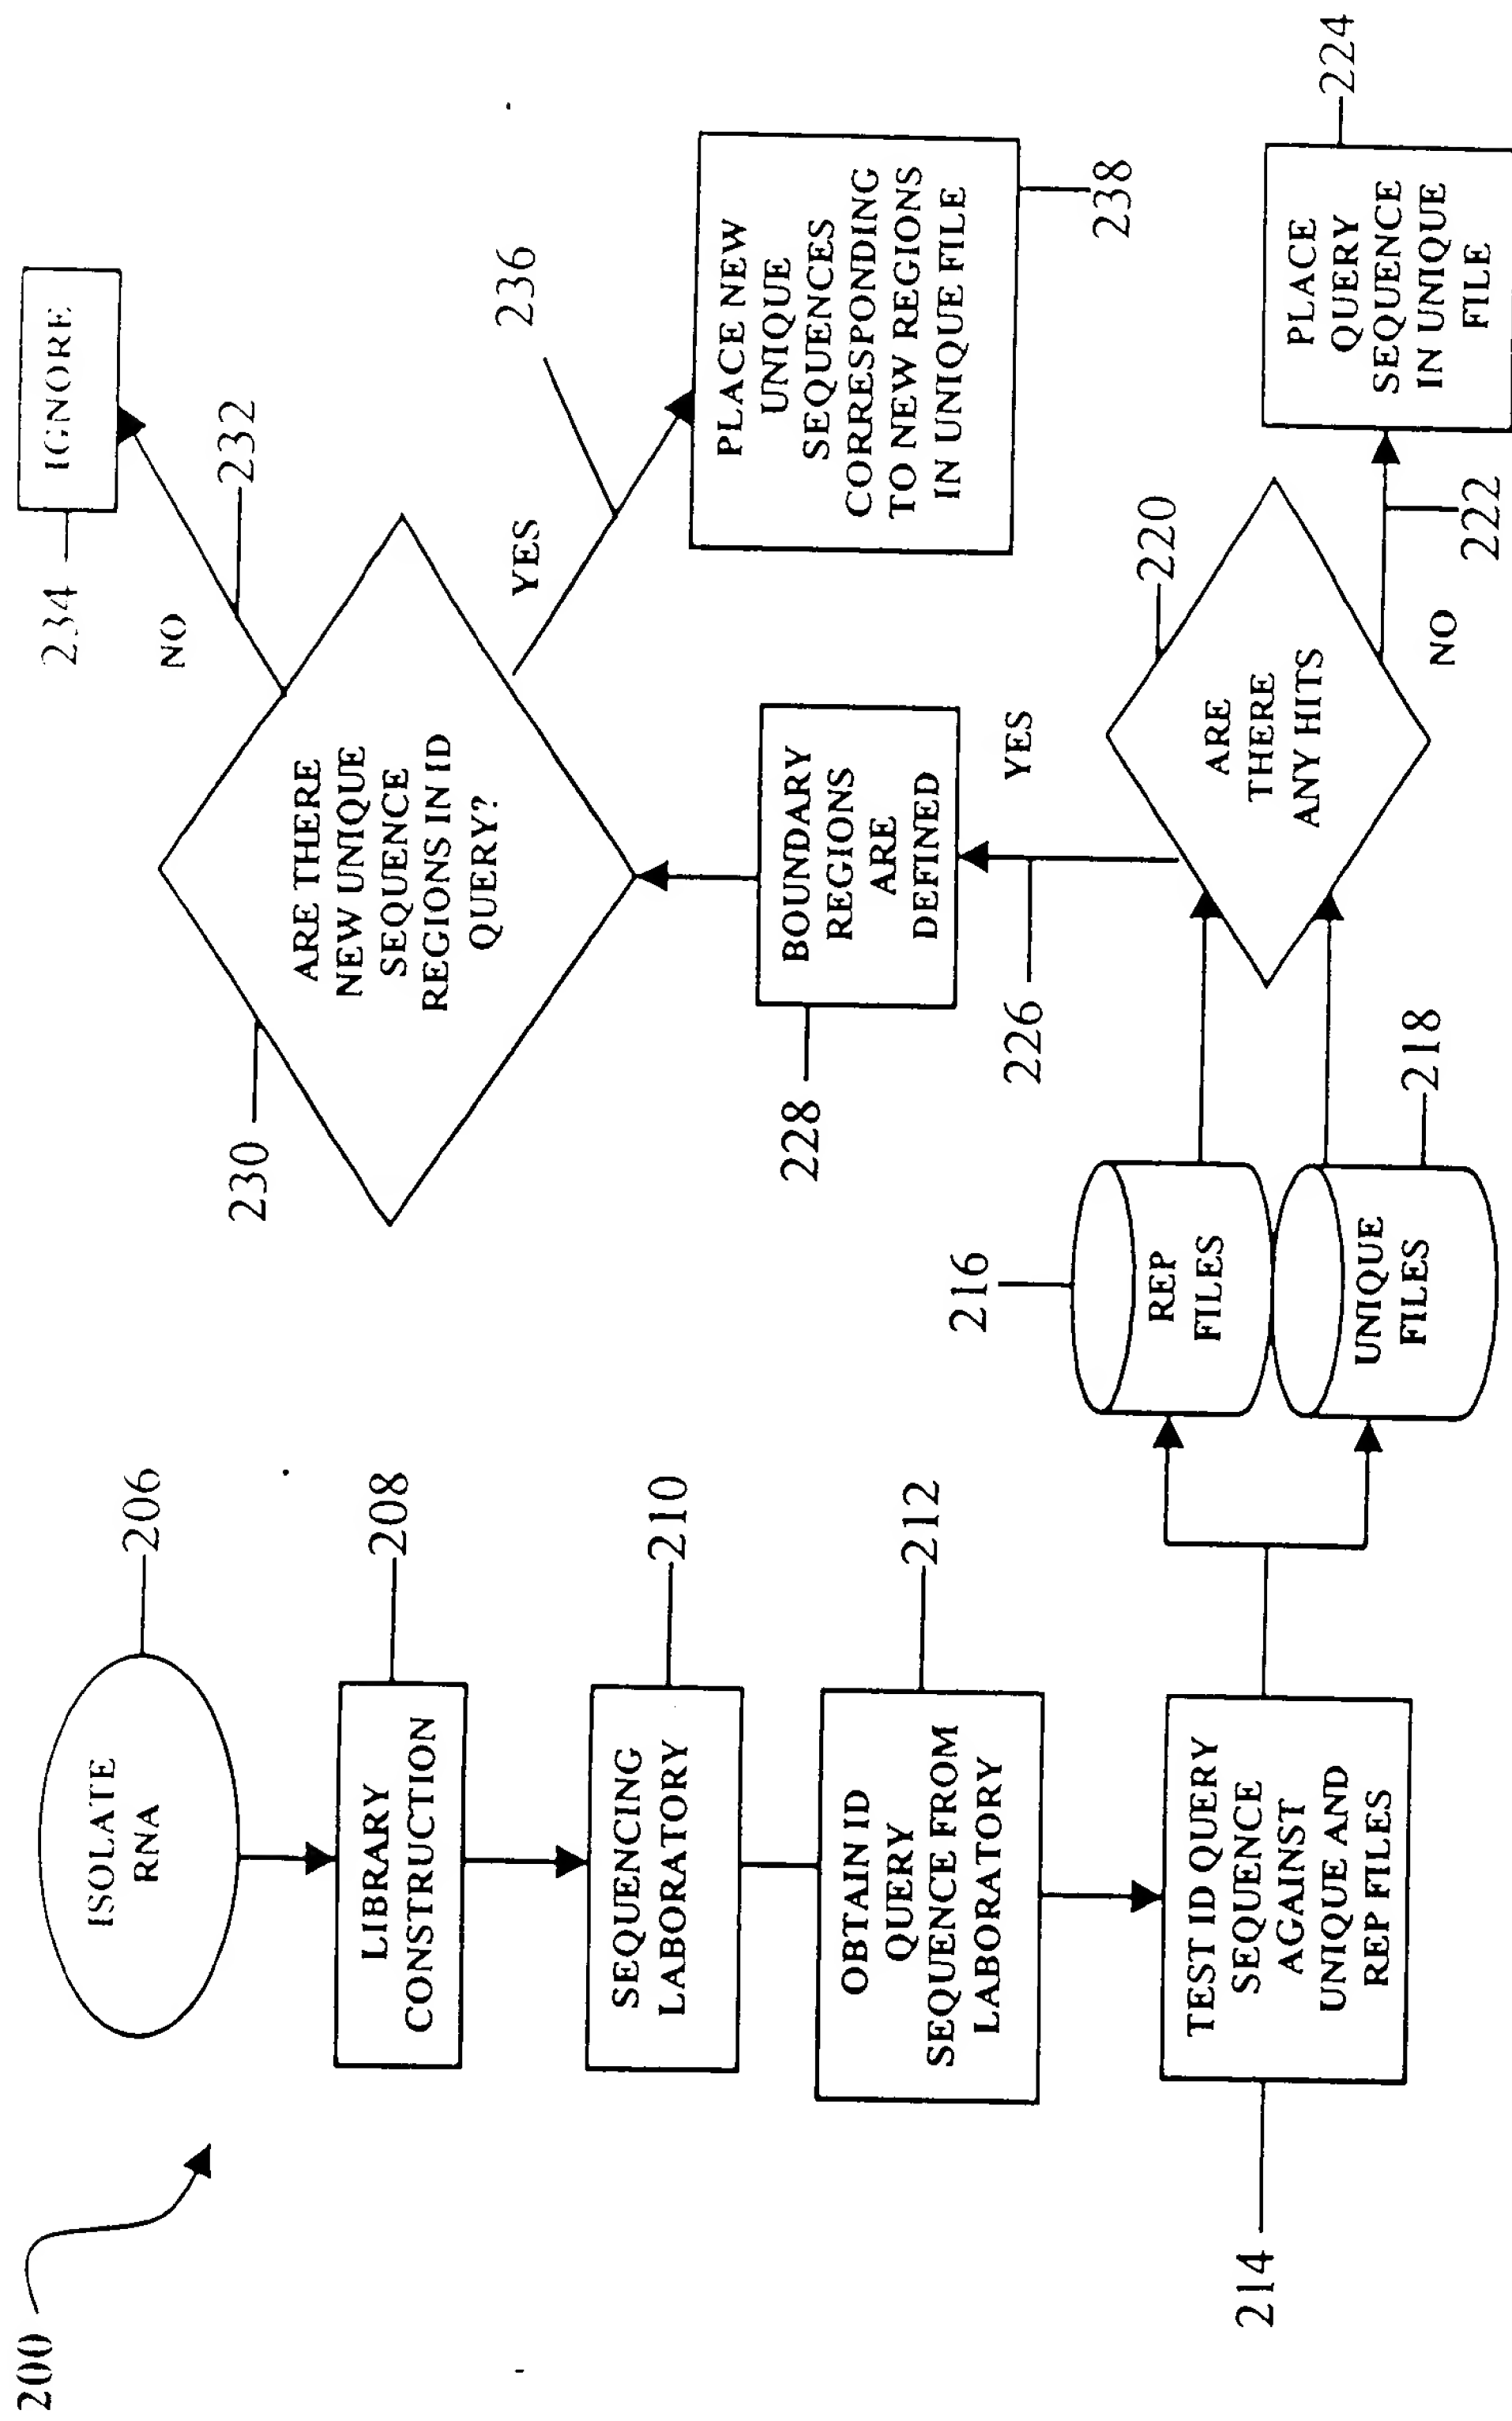 200
ISOLATE
RNA
206
LIBRARY
CONSTRUCTION
208
SEQUENCING
LABORATORY
210
OBTAIN ID
QUERY
SEQUENCE FROM
LABORATORY
212
TEST ID QUERY
SEQUENCE
AGAINST
UNIQUE AND
REP FILES
214
216
REP
FILES
UNIQUE
FILES
218
ARE
THERE
ANY HITS
220
NO
222
PLACE
QUERY
SEQUENCE
IN UNIQUE
FILE
224
YES
226
BOUNDARY
REGIONS
ARE
DEFINED
228
ARE THERE
NEW UNIQUE
SEQUENCE
REGIONS IN ID
QUERY?
230
NO
232
IGNORE
234
YES
236
PLACE NEW
UNIQUE
SEQUENCES
CORRESPONDING
TO NEW REGIONS
IN UNIQUE FILE
238